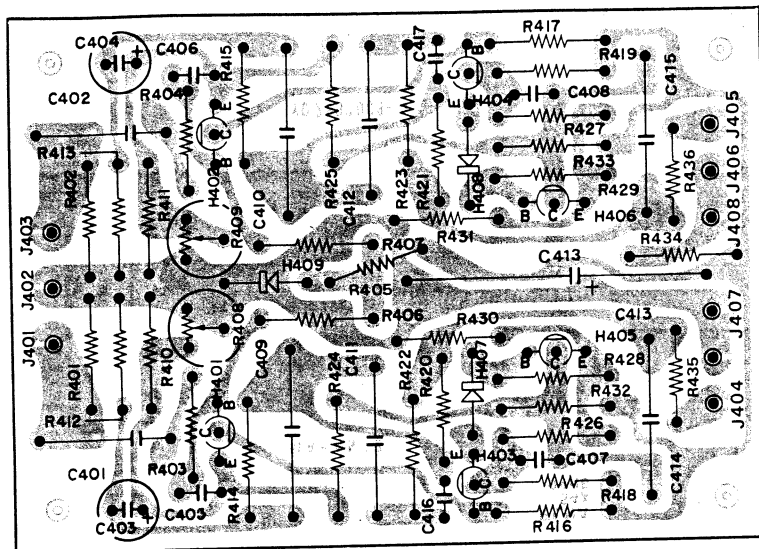 C404 +
C406
R415
C417
B
R417
R419
C415
C
C402
R404
E
E
H404
C408
J405
C
R427
R413
B
R433
R436
J406
R402
R411
H402
R409
C410
R425
C412
R423
R421
H408
R429
J408
B C E
H406
J403
R431
R407
R434
H409
C413
J402
R405
+
R408
R406
R430
C413
J407
J401
H405
R401
R410
H401
C409
R424
C411
R422
R420
H407
B C E
R428
R435
R412
B
R432
J404
C
R426
C401
R403
E
E
H403
C407
C414
C
C403 +
C405
R414
C416
B
R418
R416